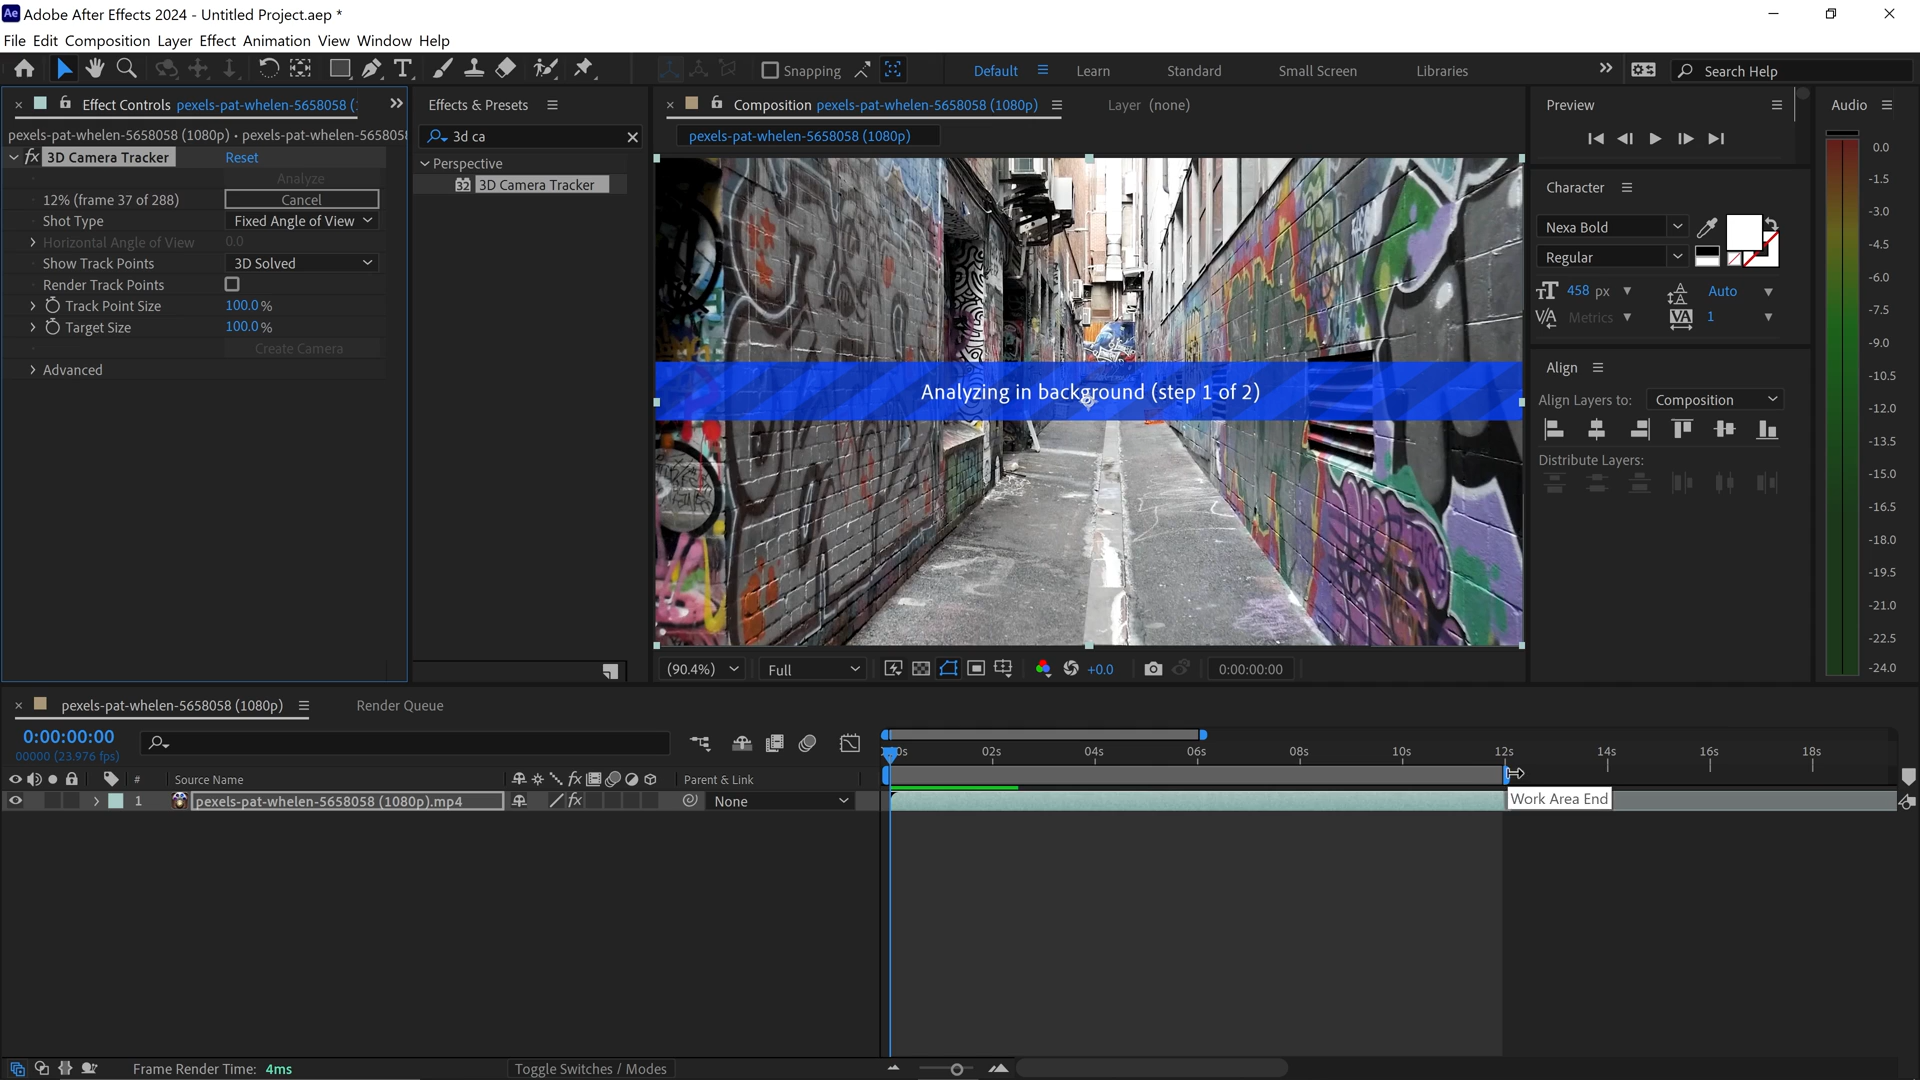 Ae Adobe After Effects 2024 - Untitled Project.aep *
File Edit Composition Layer Effect Animation View Window Help
Snapping
Default
Learn
Standard
Small Screen
Libraries
Search Help
Effect Controls pexels-pat-whelen-5658058 (
pexels-pat-whelen-5658058 (1080p) • pexels-pat-whelen-565805
fx 3D Camera Tracker Reset
Analyze
12% (frame 37 of 288) Cancel
Shot Type Fixed Angle of View
Horizontal Angle of View 0.0
Show Track Points 3D Solved
Render Track Points
Track Point Size 100.0 %
Target Size 100.0 %
Create Camera
Advanced
Effects & Presets
3d ca
Perspective
32 3D Camera Tracker
Composition pexels-pat-whelen-5658058 (1080p)
Layer (none)
pexels-pat-whelen-5658058 (1080p)
Analyzing in background (step 1 of 2)
(90.4%) Full +0.0 0:00:00:00
Preview
Character
Nexa Bold
Regular
458 px Auto
Metrics 1
Align
Align Layers to: Composition
Distribute Layers:
Audio
0.0
-1.5
-3.0
-4.5
-6.0
-7.5
-9.0
-10.5
-12.0
-13.5
-15.0
-16.5
-18.0
-19.5
-21.0
-22.5
-24.0
pexels-pat-whelen-5658058 (1080p)
Render Queue
0:00:00:00
00000 (23.976 fps)
02s 04s 06s 08s 10s 12s 14s 16s 18s
# Source Name fx Parent & Link
1 pexels-pat-whelen-5658058 (1080p).mp4 fx None
Work Area End
Frame Render Time: 4ms
Toggle Switches / Modes